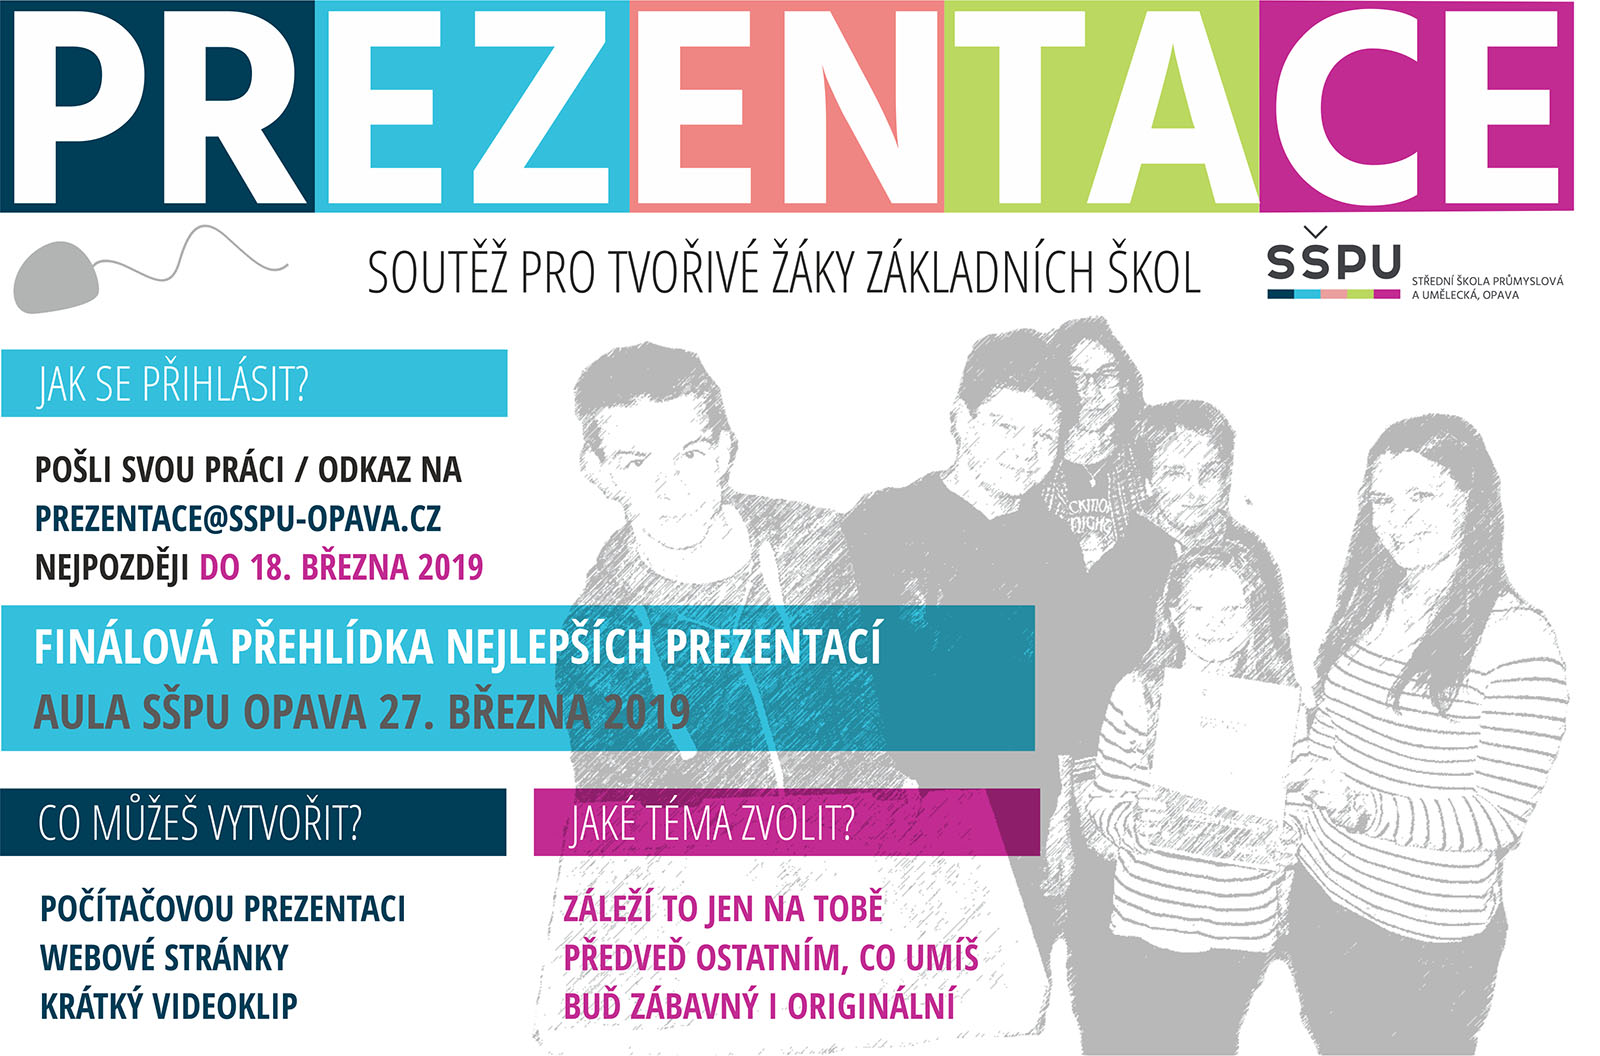 PREZENTACE
SOUTĚŽ PRO TVOŘIVÉ ŽÁKY ZÁKLADNÍCH ŠKOL
SŠPU
STŘEDNÍ ŠKOLA PRŮMYSLOVÁ
A UMĚLECKÁ, OPAVA
JAK SE PŘIHLÁSIT?
POŠLI SVOU PRÁCI / ODKAZ NA
PREZENTACE@SSPU-OPAVA.CZ
NEJPOZDĚJI DO 18. BŘEZNA 2019
FINÁLOVÁ PŘEHLÍDKA NEJLEPŠÍCH PREZENTACÍ
AULA SŠPU OPAVA 27. BŘEZNA 2019
CO MŮŽEŠ VYTVOŘIT?
POČÍTAČOVOU PREZENTACI
WEBOVÉ STRÁNKY
KRÁTKÝ VIDEOKLIP
JAKÉ TÉMA ZVOLIT?
ZÁLEŽÍ TO JEN NA TOBĚ
PŘEDVEĎ OSTATNÍM, CO UMÍŠ
BUĎ ZÁBAVNÝ I ORIGINÁLNÍ